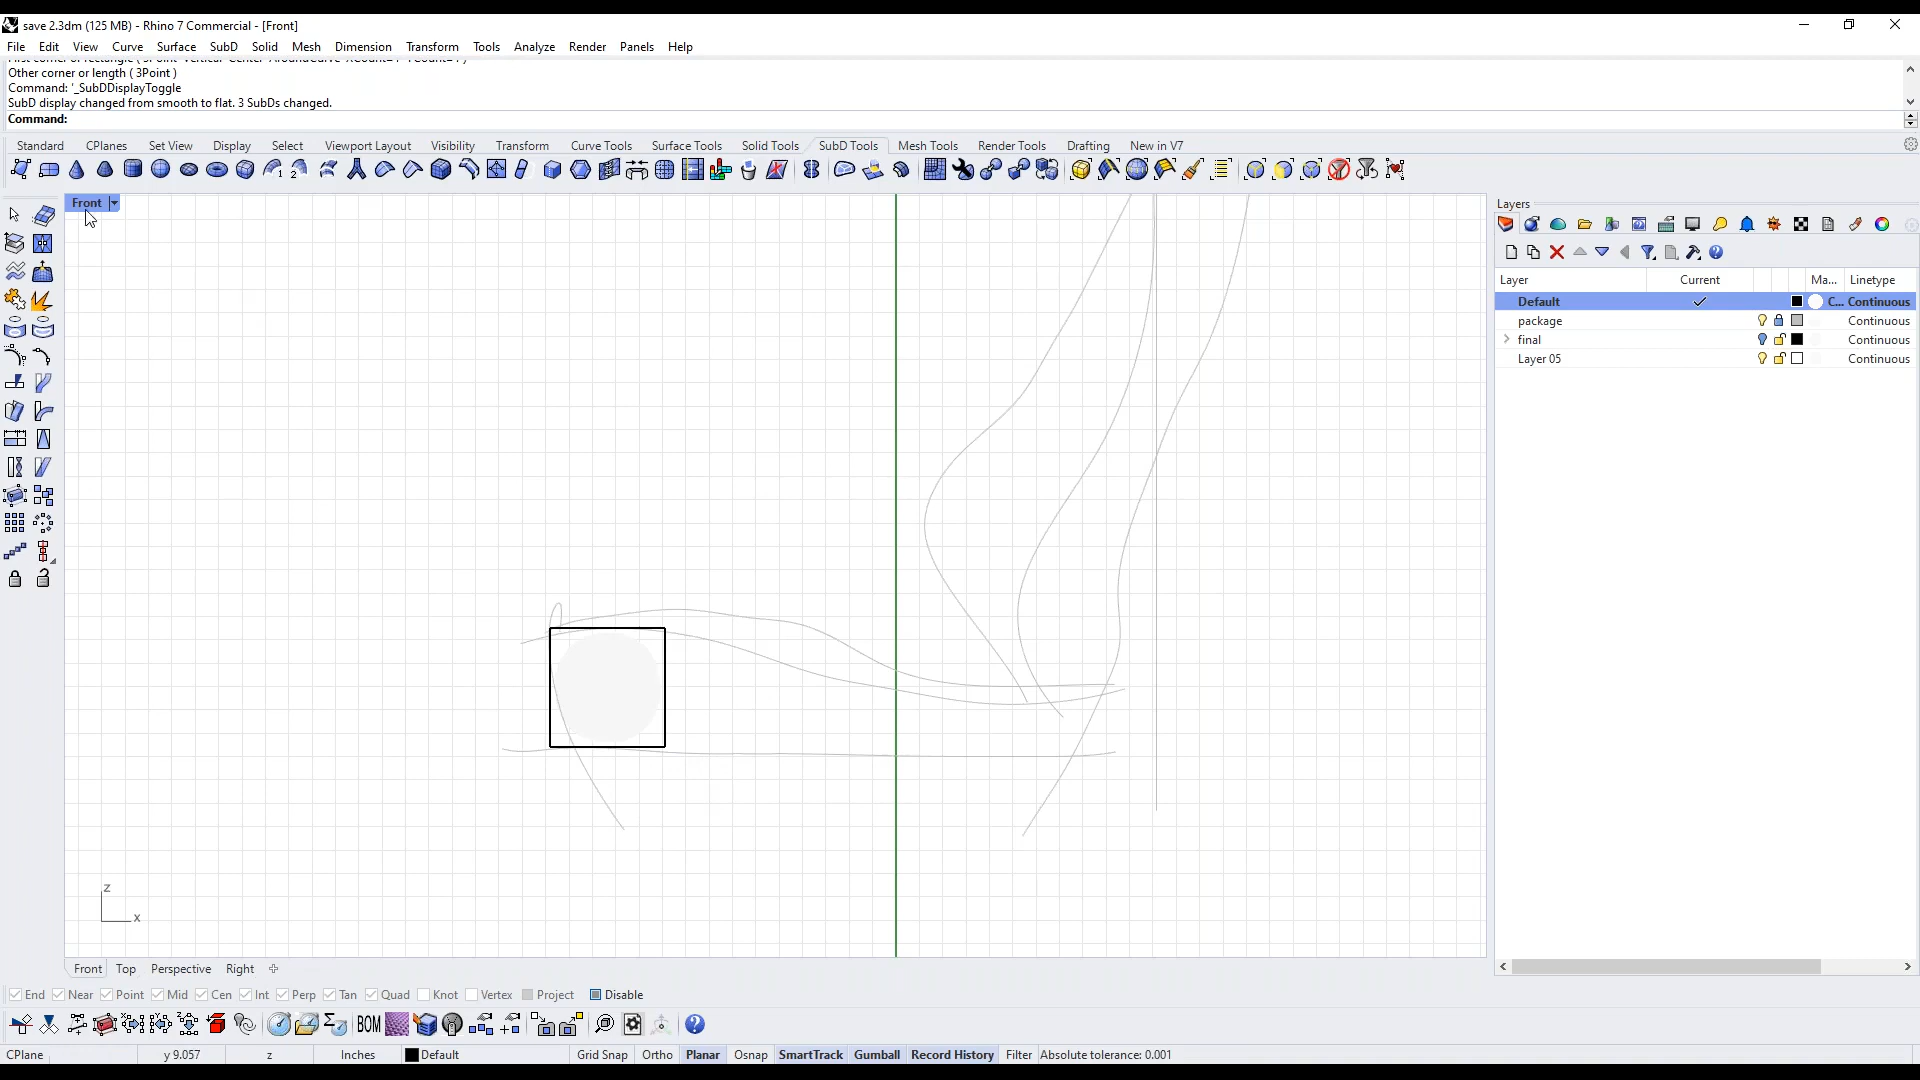 save 2.3dm (125 MB) - Rhino 7 Commercial - [Front]
File Edit View Curve Surface SubD Solid Mesh Dimension Transform Tools Analyze Render Panels Help
Other corner or length ( 3Point )
Command: '_SubDDisplayToggle
SubD display changed from smooth to flat. 3 SubDs changed.
Command:
Standard CPlanes Set View Display Select Viewport Layout Visibility Transform Curve Tools Surface Tools Solid Tools SubD Tools Mesh Tools Render Tools Drafting New in V7
Front
Layers
Layer Current Ma... Linetype
Default C... Continuous
package Continuous
final Continuous
Layer 05 Continuous
z
x
Front Top Perspective Right
End Near Point Mid Cen Int Perp Tan Quad Knot Vertex Project Disable
BOM
CPlane y 9.057 z Inches Default Grid Snap Ortho Planar Osnap SmartTrack Gumball Record History Filter Absolute tolerance: 0.001